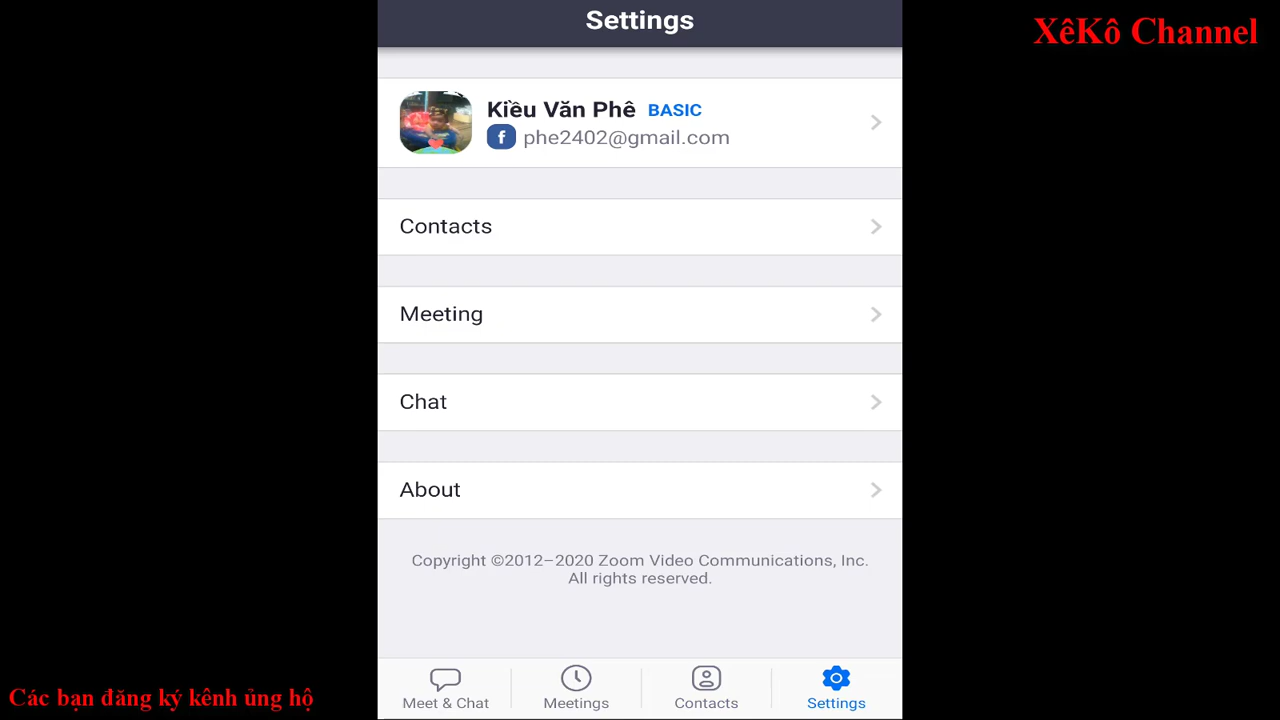 Settings
XêKô Channel
Kiều Văn Phê BASIC
f phe2402@gmail.com
Contacts
Meeting
Chat
About
Copyright ©2012–2020 Zoom Video Communications, Inc.
All rights reserved.
Meet & Chat Meetings Contacts Settings
Các bạn đăng ký kênh ủng hộ